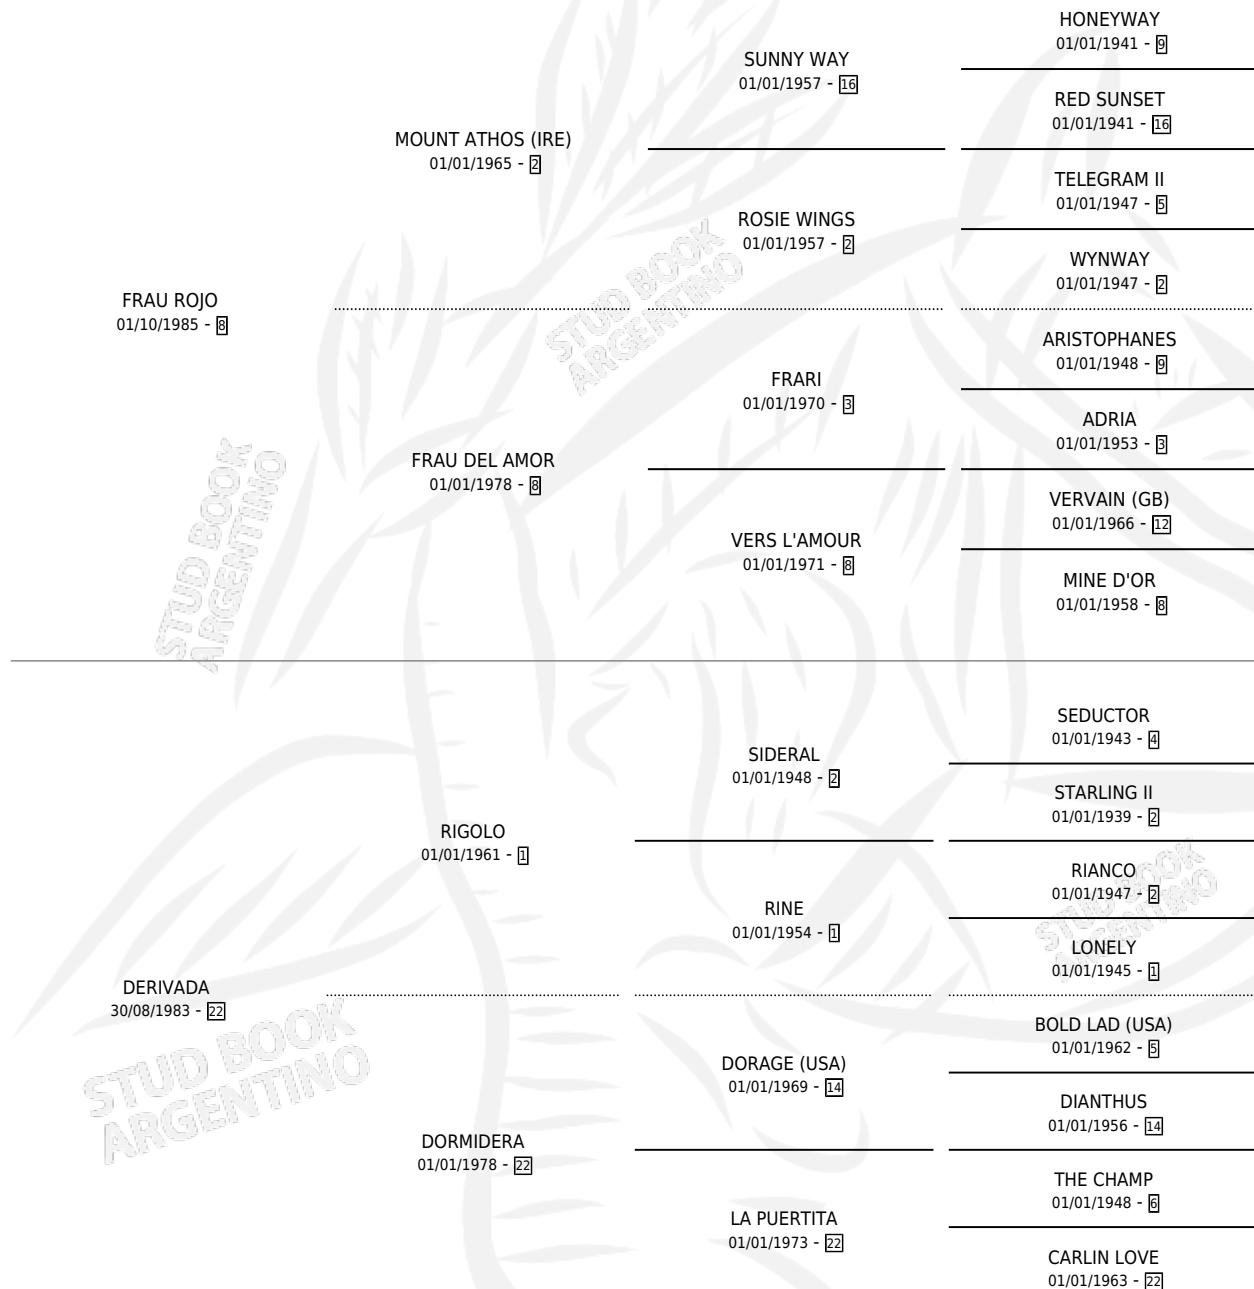 HONEYWAY
01/01/1941 - 9
SUNNY WAY
01/01/1957 - 16
RED SUNSET
01/01/1941 - 16
MOUNT ATHOS (IRE)
01/01/1965 - 2
TELEGRAM II
01/01/1947 - 5
ROSIE WINGS
01/01/1957 - 2
WYNWAY
01/01/1947 - 2
FRAU ROJO
01/10/1985 - 8
ARISTOPHANES
01/01/1948 - 9
FRARI
01/01/1970 - 3
ADRIA
01/01/1953 - 3
FRAU DEL AMOR
01/01/1978 - 8
VERVAIN (GB)
01/01/1966 - 12
VERS L'AMOUR
01/01/1971 - 8
MINE D'OR
01/01/1958 - 8
SEDUCTOR
01/01/1943 - 4
SIDERAL
01/01/1948 - 2
STARLING II
01/01/1939 - 2
RIGOLO
01/01/1961 - 1
RIANCO
01/01/1947 - 2
RINE
01/01/1954 - 1
LONELY
01/01/1945 - 1
DERIVADA
30/08/1983 - 22
BOLD LAD (USA)
01/01/1962 - 5
DORAGE (USA)
01/01/1969 - 14
DIANTHUS
01/01/1956 - 14
DORMIDERA
01/01/1978 - 22
THE CHAMP
01/01/1948 - 6
LA PUERTITA
01/01/1973 - 22
CARLIN LOVE
01/01/1963 - 22
STUD BOOK
ARGENTINO
STUD BOOK
ARGENTINO
STUD BOOK
ARGENTINO
STUD BOOK
ARGENTINO